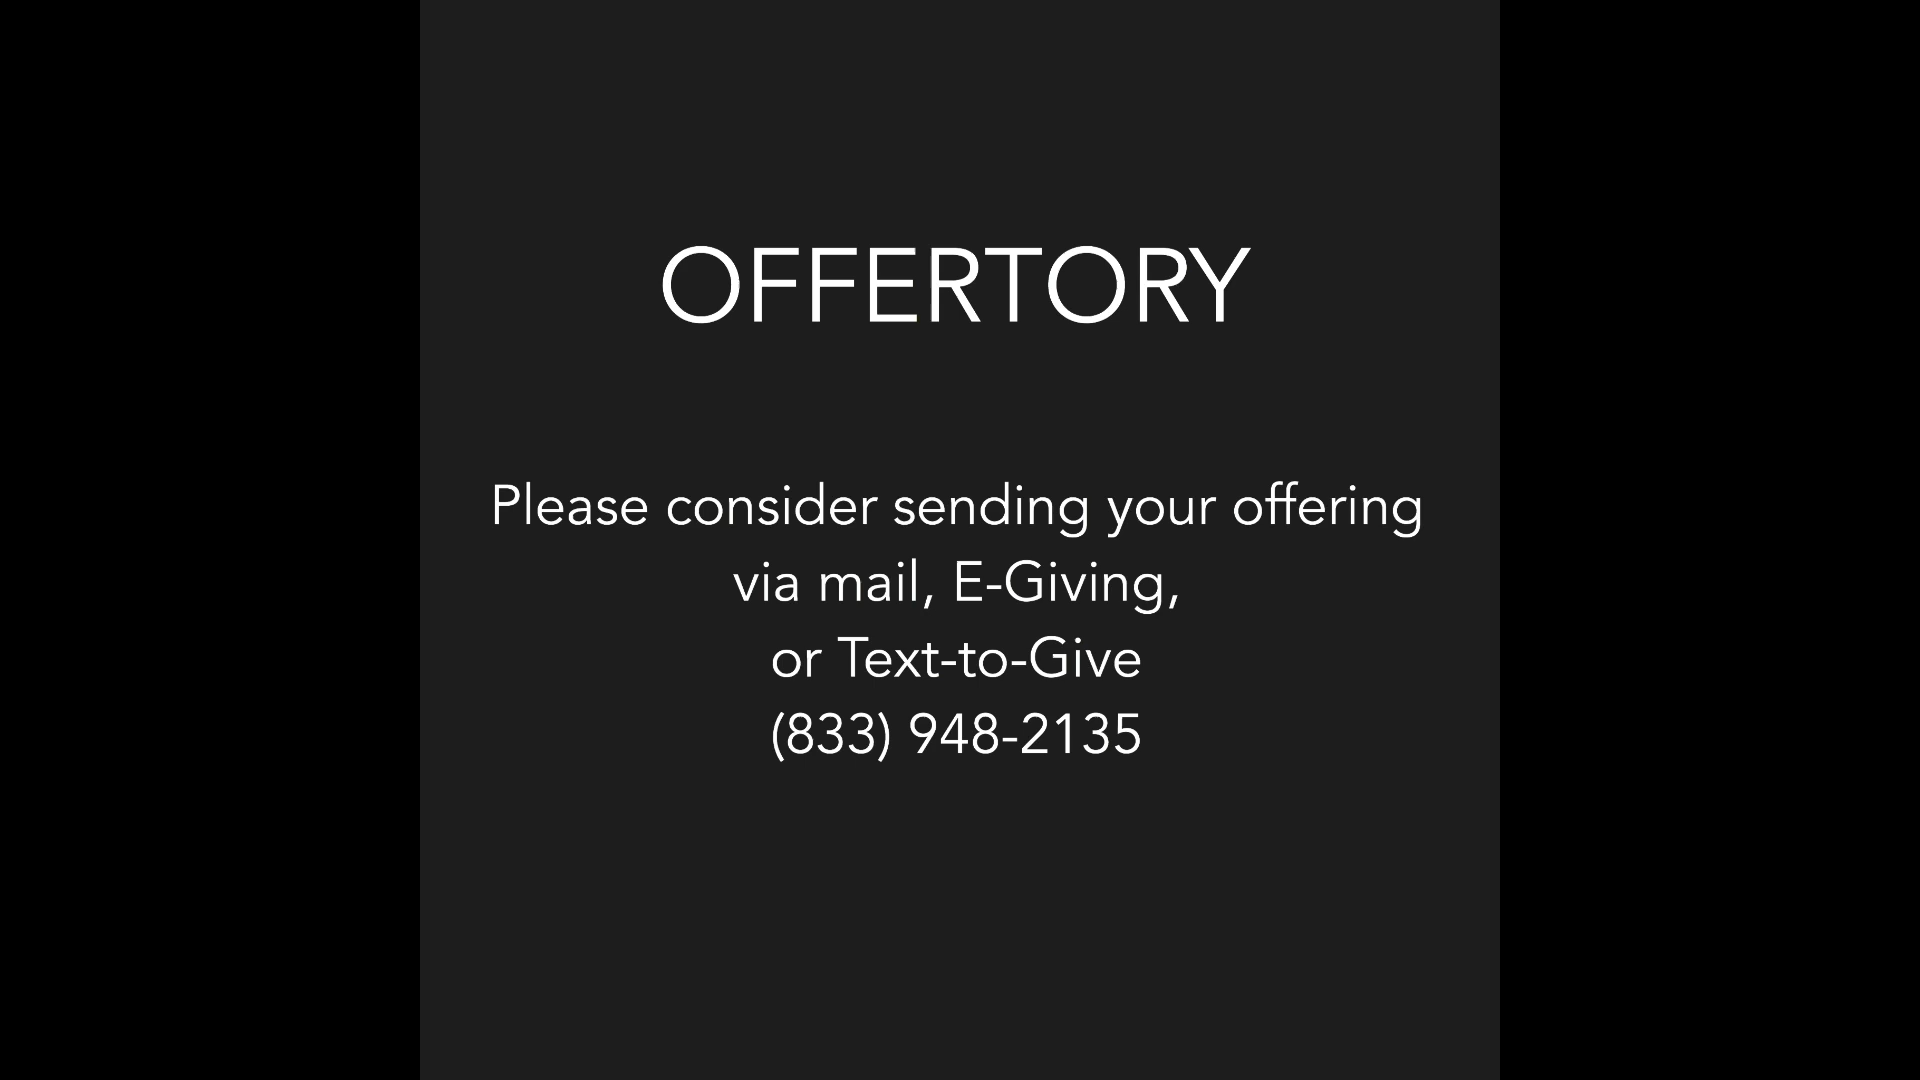 OFFERTORY
Please consider sending your offering
via mail, E-Giving,
or Text-to-Give
(833) 948-2135